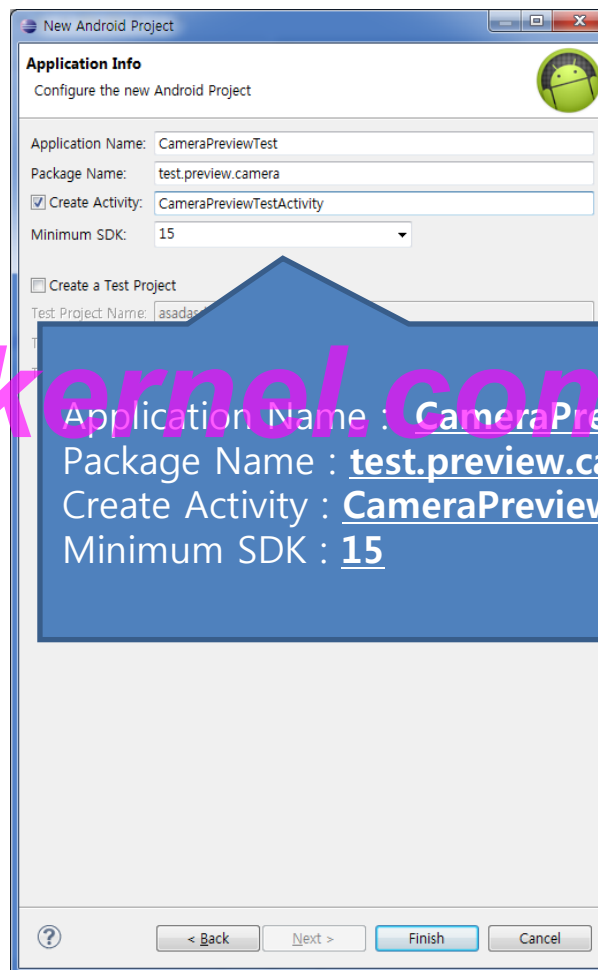 New Android Project
Application Info
Configure the new Android Project
Application Name: CameraPreviewTest
Package Name: test.preview.camera
Create Activity: CameraPreviewTestActivity
Minimum SDK: 15
Create a Test Project
Test Project Name:
kernel.com
Application Name : CameraPre
Package Name : test.preview.ca
Create Activity : CameraPreview
Minimum SDK : 15
? < Back Next > Finish Cancel